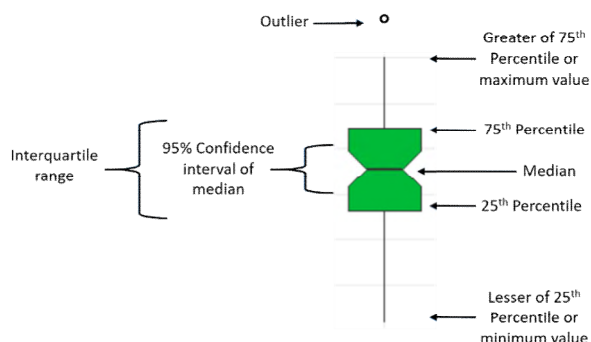 Outlier
Greater of 75th
Percentile or
maximum value
75th Percentile
95% Confidence
interval of
median
Interquartile
range
Median
25th Percentile
Lesser of 25th
Percentile or
minimum value